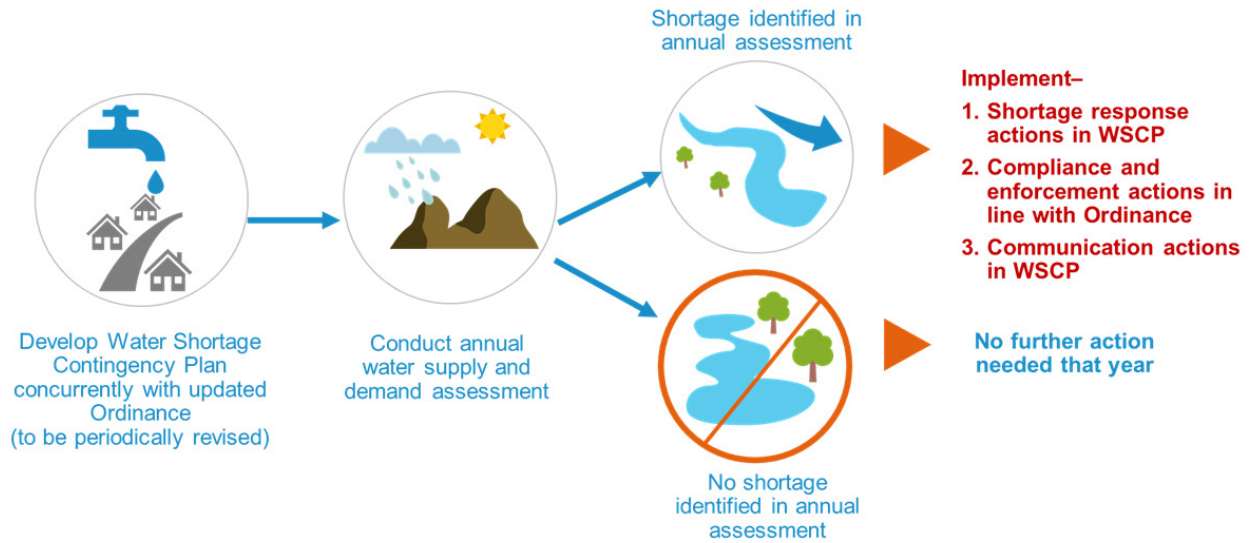 Develop Water Shortage
Contingency Plan
concurrently with updated
Ordinance
(to be periodically revised)
Conduct annual
water supply and
demand assessment
Shortage identified in
annual assessment
Implement–
1. Shortage response
actions in WSCP
2. Compliance and
enforcement actions in
line with Ordinance
3. Communication actions
in WSCP
No shortage
identified in annual
assessment
No further action
needed that year